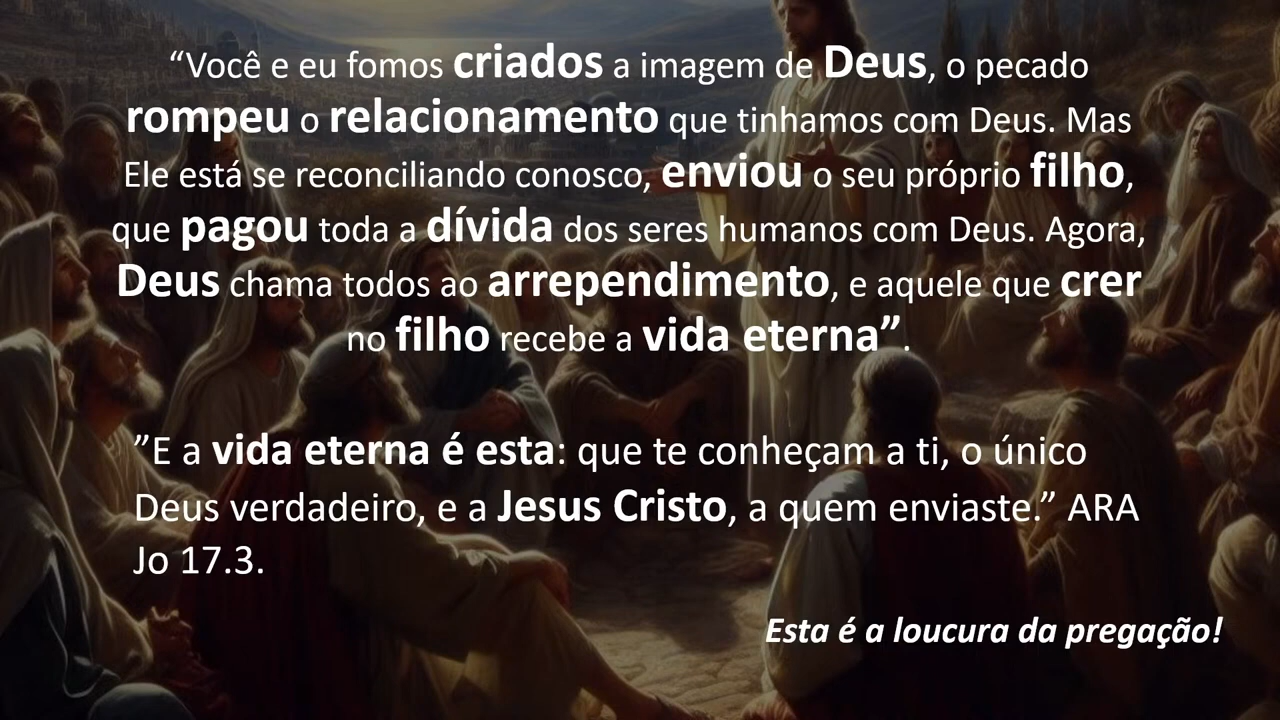 “Você e eu fomos criados a imagem de Deus, o pecado
rompeu o relacionamento que tinhamos com Deus. Mas
Ele está se reconciliando conosco, enviou o seu próprio filho,
que pagou toda a dívida dos seres humanos com Deus. Agora,
Deus chama todos ao arrependimento, e aquele que crer
no filho recebe a vida eterna”.
”E a vida eterna é esta: que te conheçam a ti, o único
Deus verdadeiro, e a Jesus Cristo, a quem enviaste.” ARA
Jo 17.3.
Esta é a loucura da pregação!